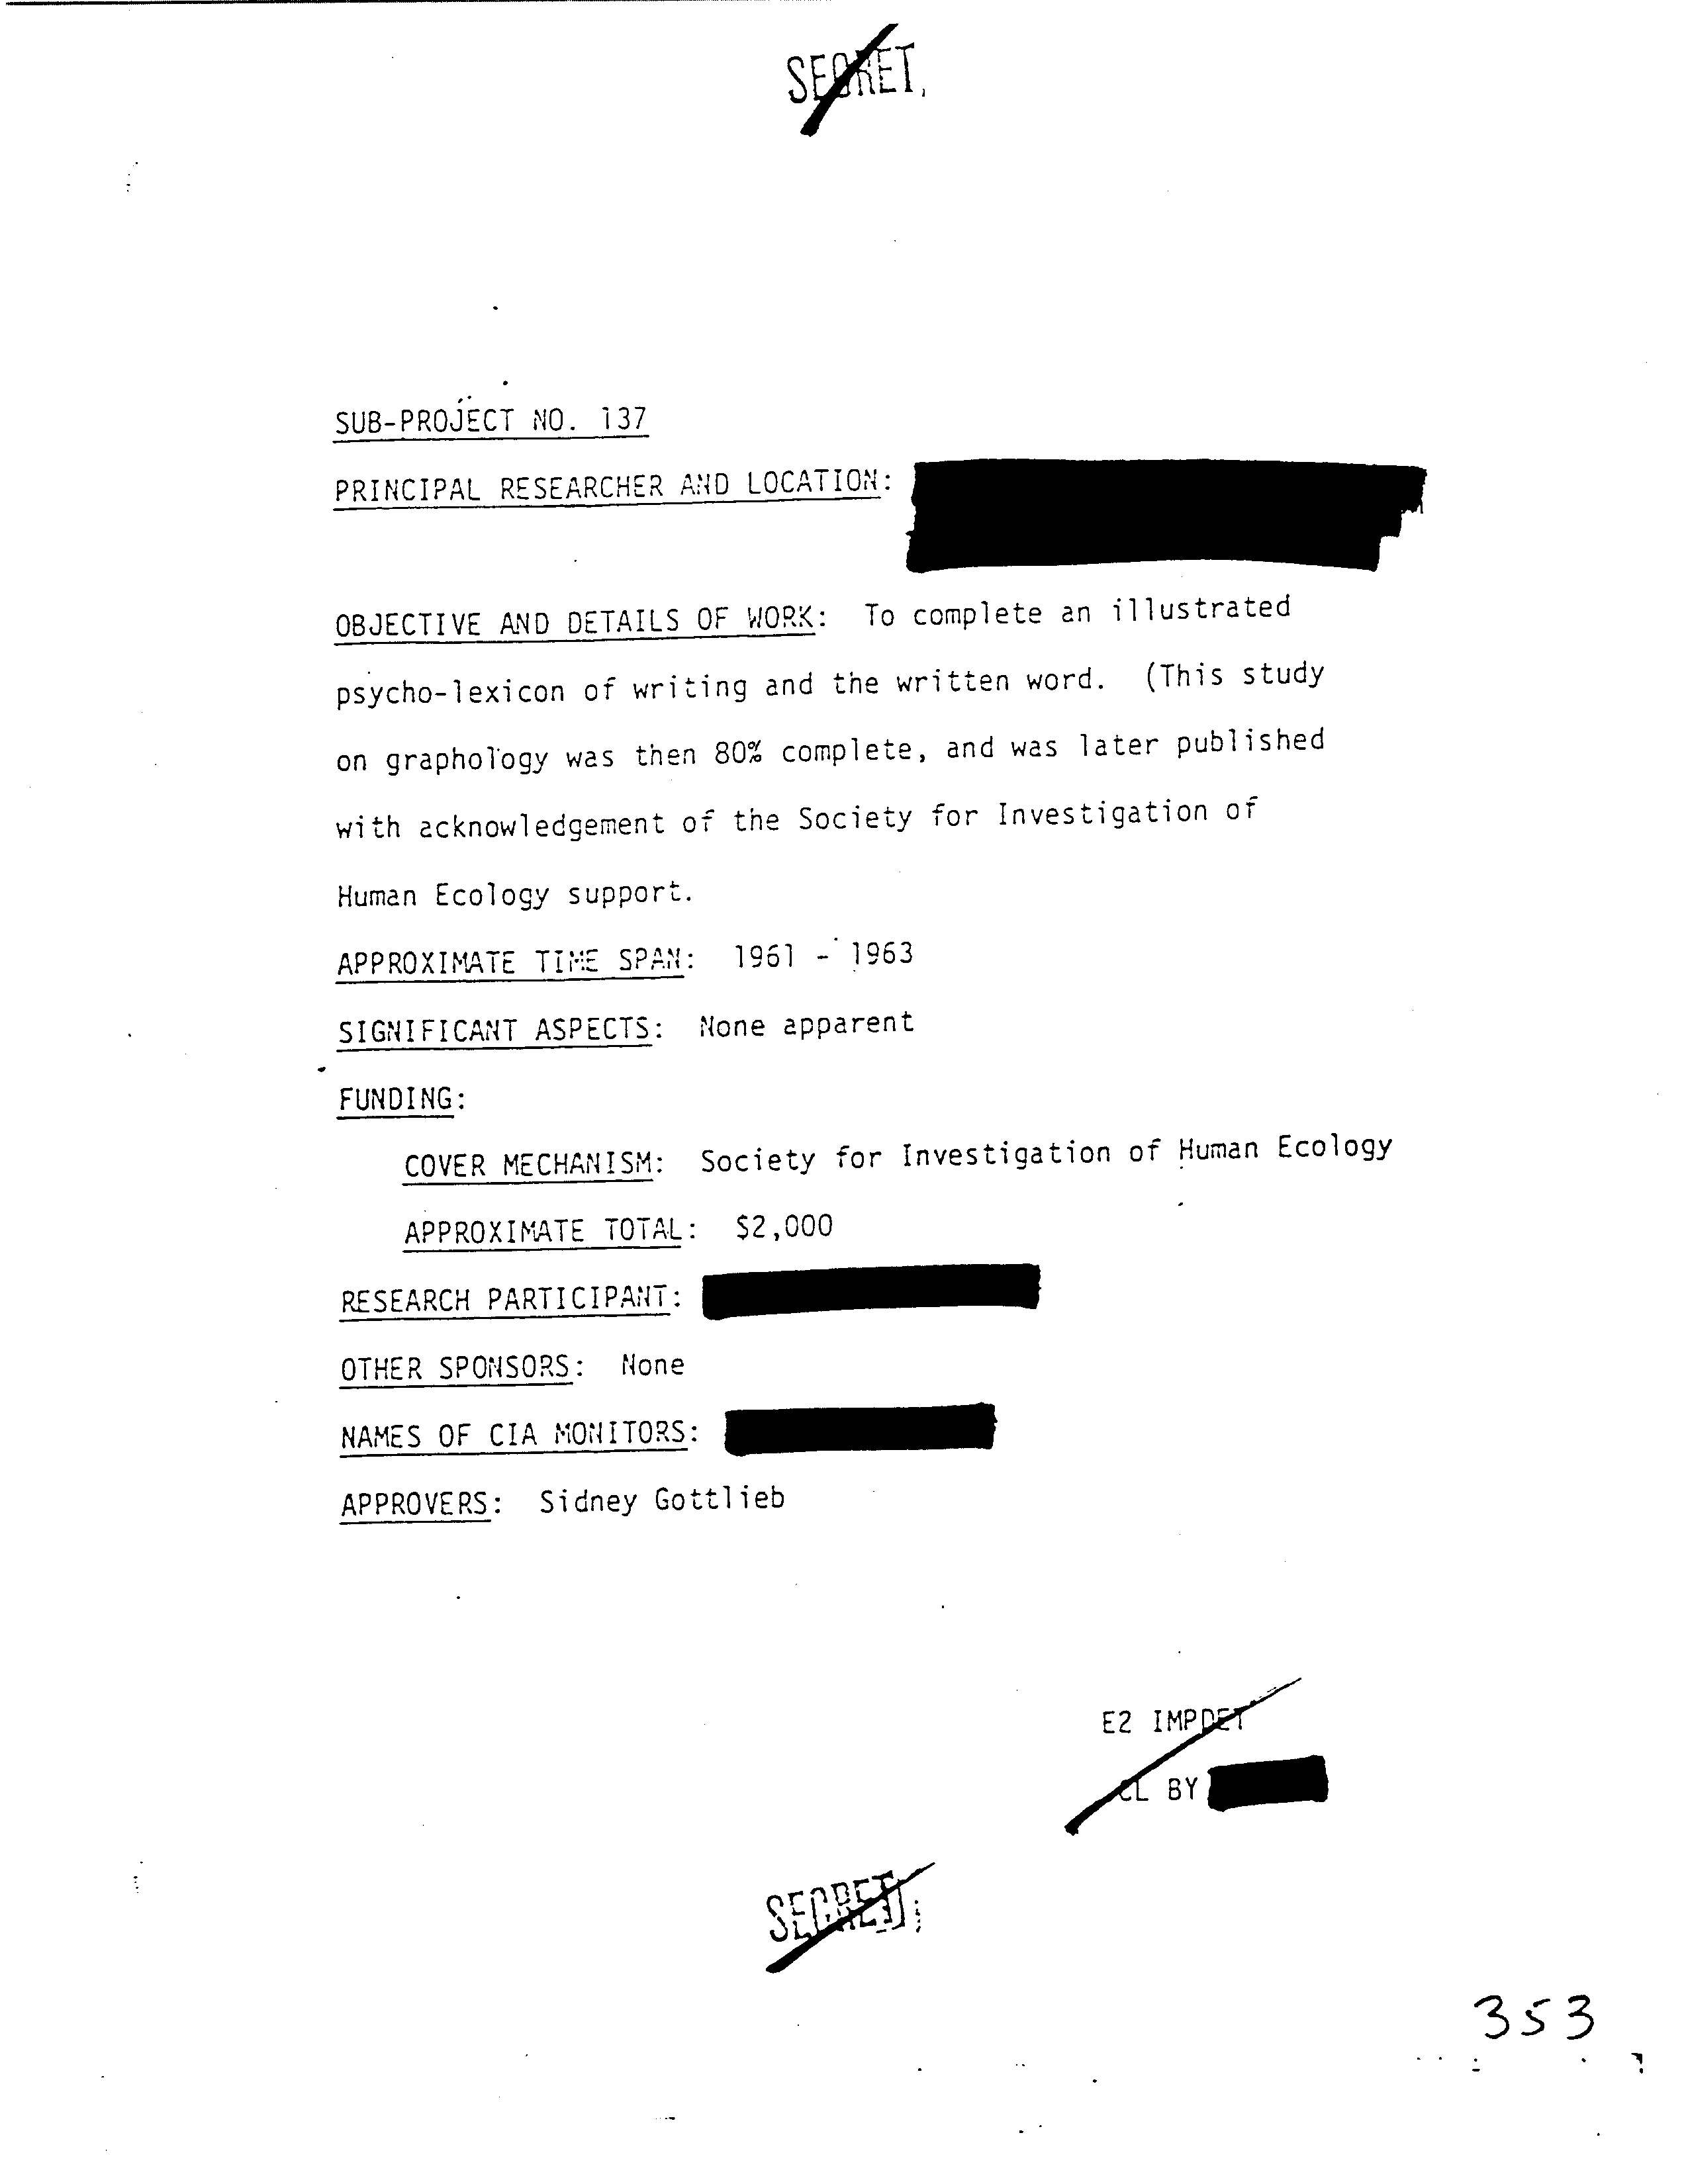 SECRET
SUB-PROJECT NO. 137
PRINCIPAL RESEARCHER AND LOCATION:
OBJECTIVE AND DETAILS OF WORK: To complete an illustrated
psycho-lexicon of writing and the written word. (This study
on graphology was then 80% complete, and was later published
with acknowledgement of the Society for Investigation of
Human Ecology support.
APPROXIMATE TIME SPAN: 1961 - 1963
SIGNIFICANT ASPECTS: None apparent
FUNDING:
COVER MECHANISM: Society for Investigation of Human Ecology
APPROXIMATE TOTAL: $2,000
RESEARCH PARTICIPANT:
OTHER SPONSORS: None
NAMES OF CIA MONITORS:
APPROVERS: Sidney Gottlieb
E2 IMPDET
CL BY
SECRET
353